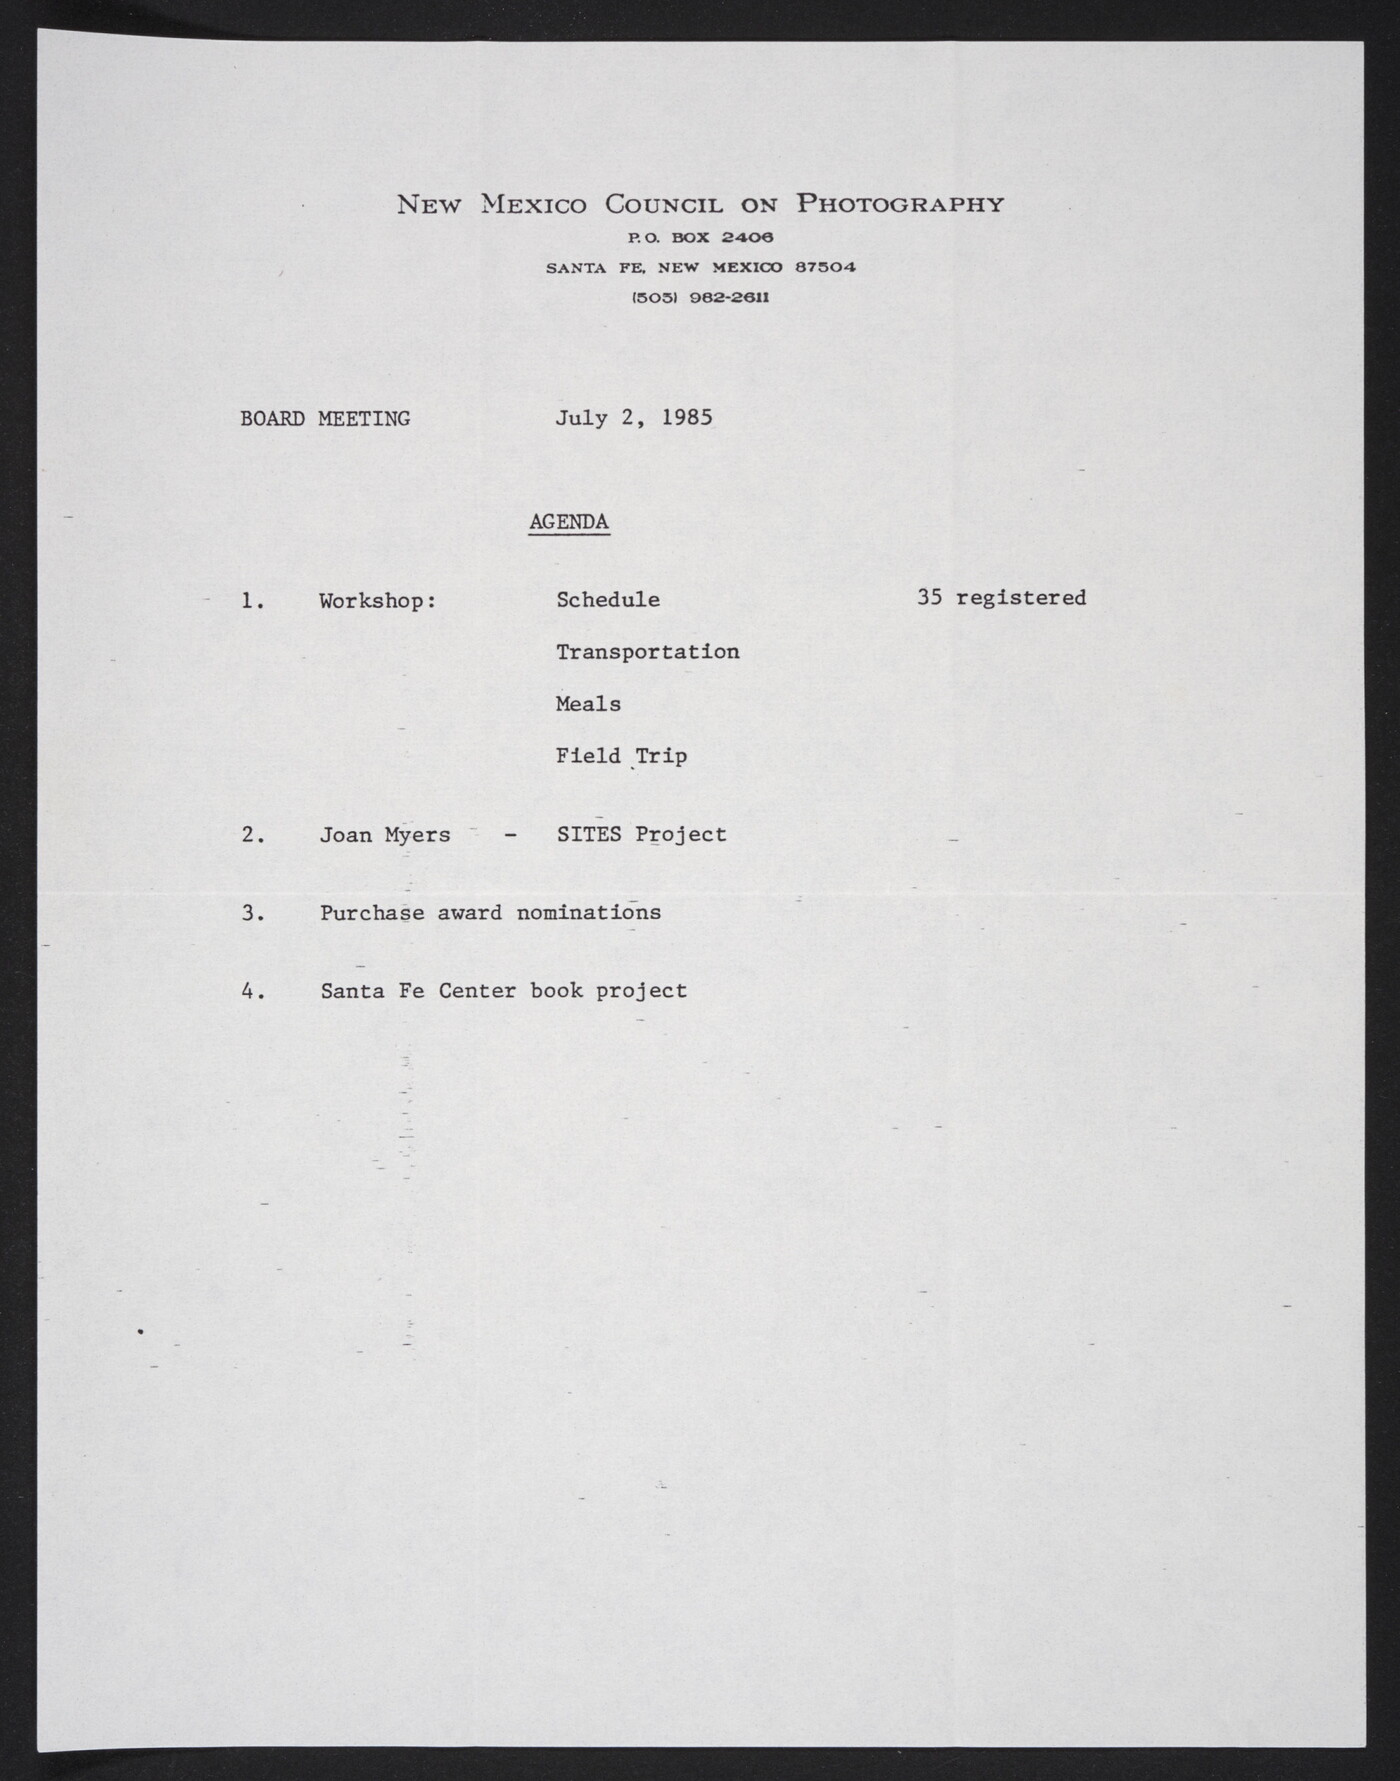 New Mexico Council on Photography
P.O. BOX 2406
SANTA FE, NEW MEXICO 87504
(505) 982-2611
BOARD MEETING July 2, 1985
AGENDA
1. Workshop: Schedule 35 registered
Transportation
Meals
Field Trip
2. Joan Myers - SITES Project
3. Purchase award nominations
4. Santa Fe Center book project